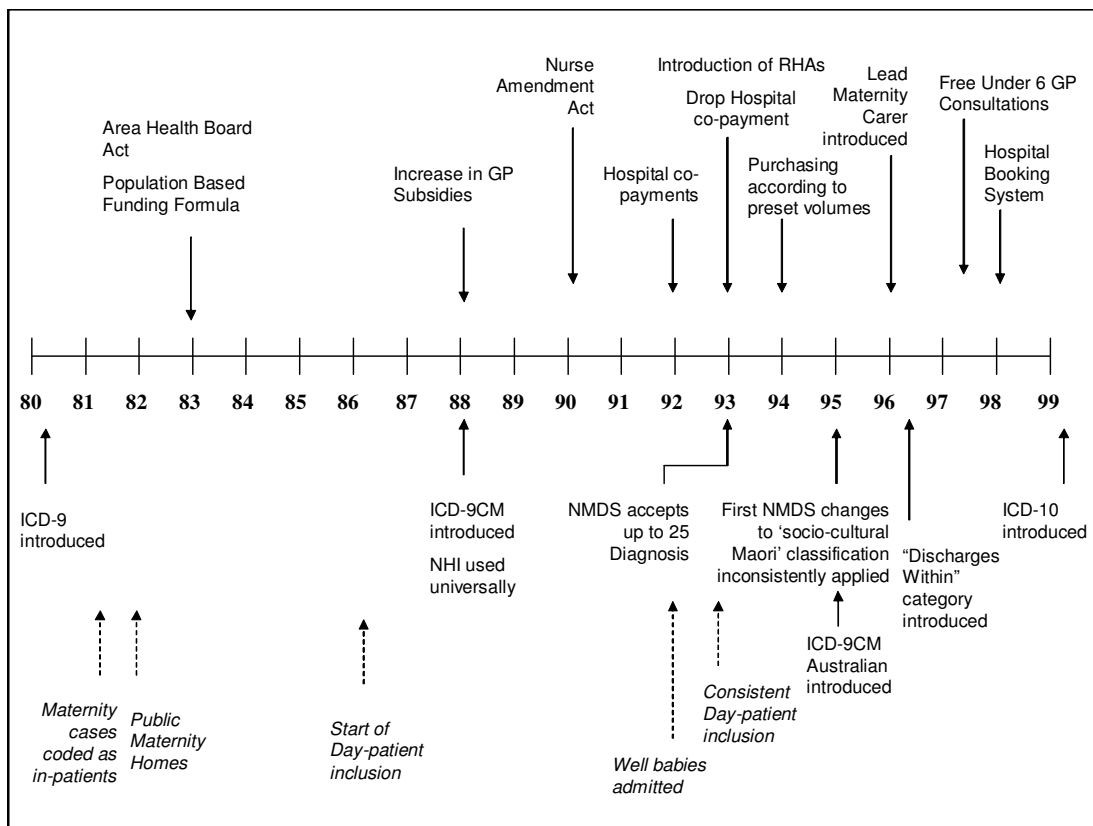 Area Health Board
Act
Population Based
Funding Formula
Increase in GP
Subsidies
Nurse
Amendment
Act
Hospital co-
payments
Introduction of RHAs
Drop Hospital
co-payment
Purchasing
according to
preset volumes
Lead
Maternity
Carer
introduced
Free Under 6 GP
Consultations
Hospital
Booking
System
80 81 82 83 84 85 86 87 88 89 90 91 92 93 94 95 96 97 98 99
ICD-9
introduced
ICD-9CM
introduced
NHI used
universally
NMDS accepts
up to 25
Diagnosis
First NMDS changes
to ‘socio-cultural
Maori’ classification
inconsistently applied
“Discharges
Within”
category
introduced
ICD-10
introduced
ICD-9CM
Australian
introduced
Maternity
cases
coded as
in-patients
Public
Maternity
Homes
Start of
Day-patient
inclusion
Well babies
admitted
Consistent
Day-patient
inclusion